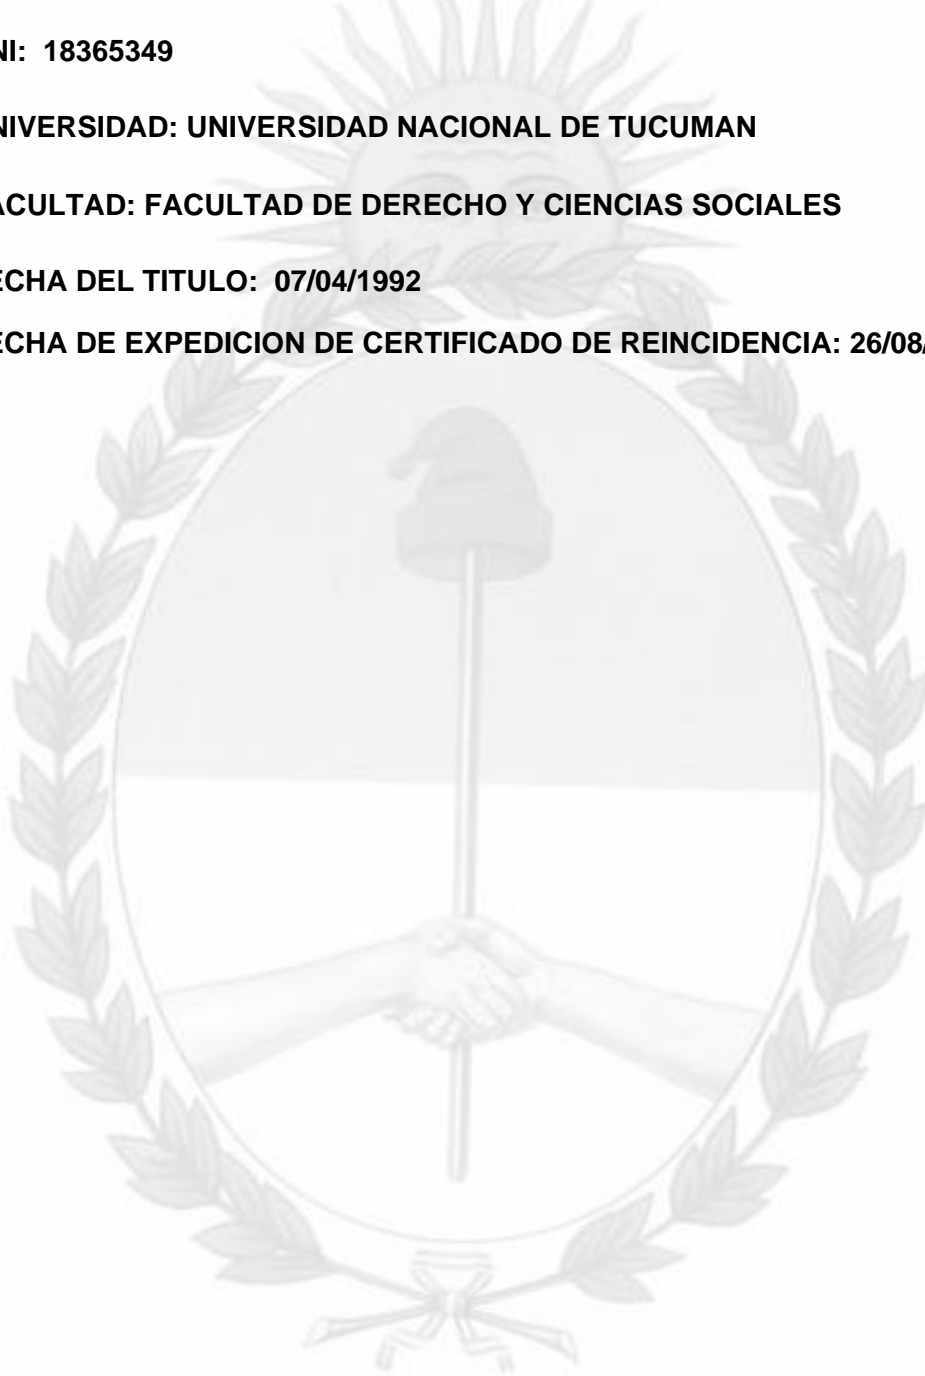 NI: 18365349
NIVERSIDAD: UNIVERSIDAD NACIONAL DE TUCUMAN
ACULTAD: FACULTAD DE DERECHO Y CIENCIAS SOCIALES
ECHA DEL TITULO: 07/04/1992
ECHA DE EXPEDICION DE CERTIFICADO DE REINCIDENCIA: 26/08/